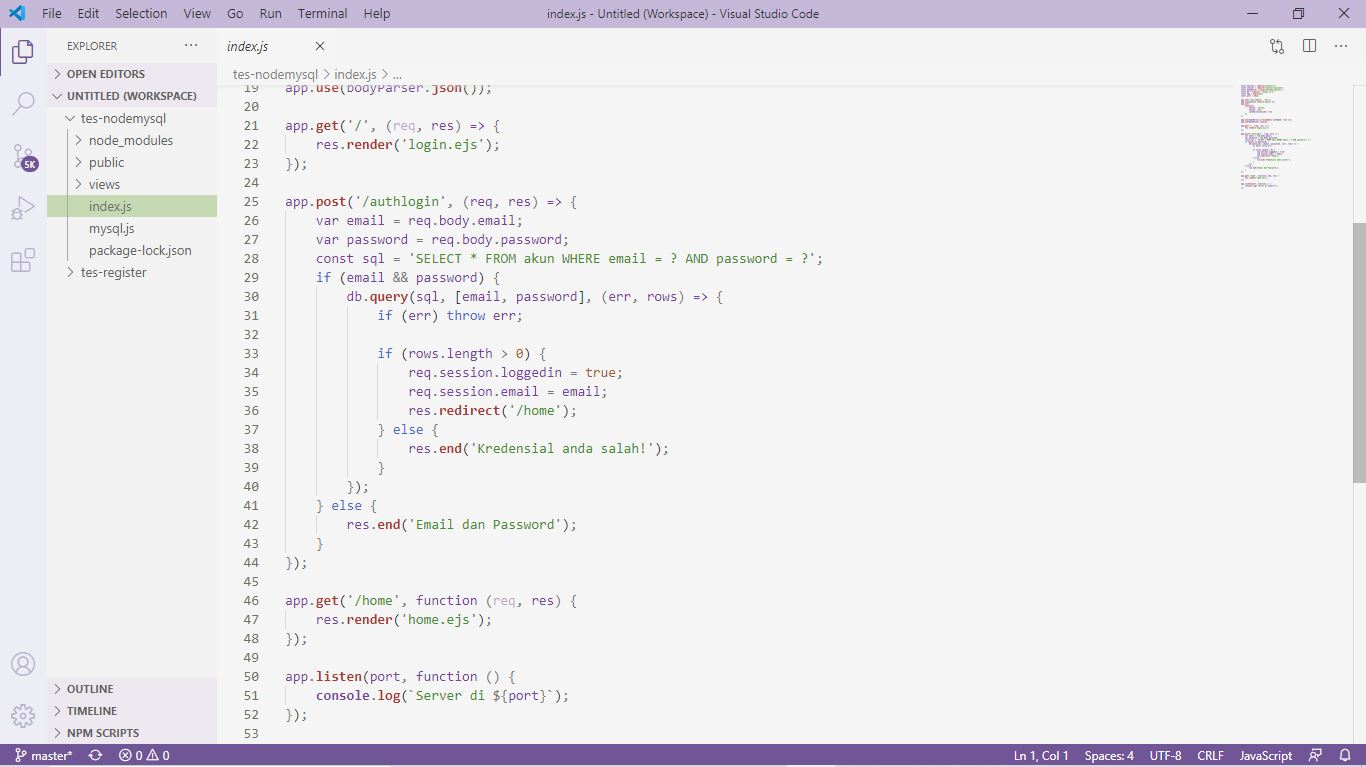 File Edit Selection View Go Run Terminal Help
index.js - Untitled (Workspace) - Visual Studio Code
EXPLORER
OPEN EDITORS
UNTITLED (WORKSPACE)
tes-nodemysql
node_modules
public
views
index.js
mysql.js
package-lock.json
tes-register
5K
OUTLINE
TIMELINE
NPM SCRIPTS
index.js
tes-nodemysql > index.js > ...
19 app.use(bodyParser.json());
20
21 app.get('/', (req, res) => {
22     res.render('login.ejs');
23 });
24
25 app.post('/authlogin', (req, res) => {
26     var email = req.body.email;
27     var password = req.body.password;
28     const sql = 'SELECT * FROM akun WHERE email = ? AND password = ?';
29     if (email && password) {
30         db.query(sql, [email, password], (err, rows) => {
31             if (err) throw err;
32
33             if (rows.length > 0) {
34                 req.session.loggedin = true;
35                 req.session.email = email;
36                 res.redirect('/home');
37             } else {
38                 res.end('Kredensial anda salah!');
39             }
40         });
41     } else {
42         res.end('Email dan Password');
43     }
44 });
45
46 app.get('/home', function (req, res) {
47     res.render('home.ejs');
48 });
49
50 app.listen(port, function () {
51     console.log(`Server di ${port}`);
52 });
53
master* 0 0 Ln 1, Col 1 Spaces: 4 UTF-8 CRLF JavaScript